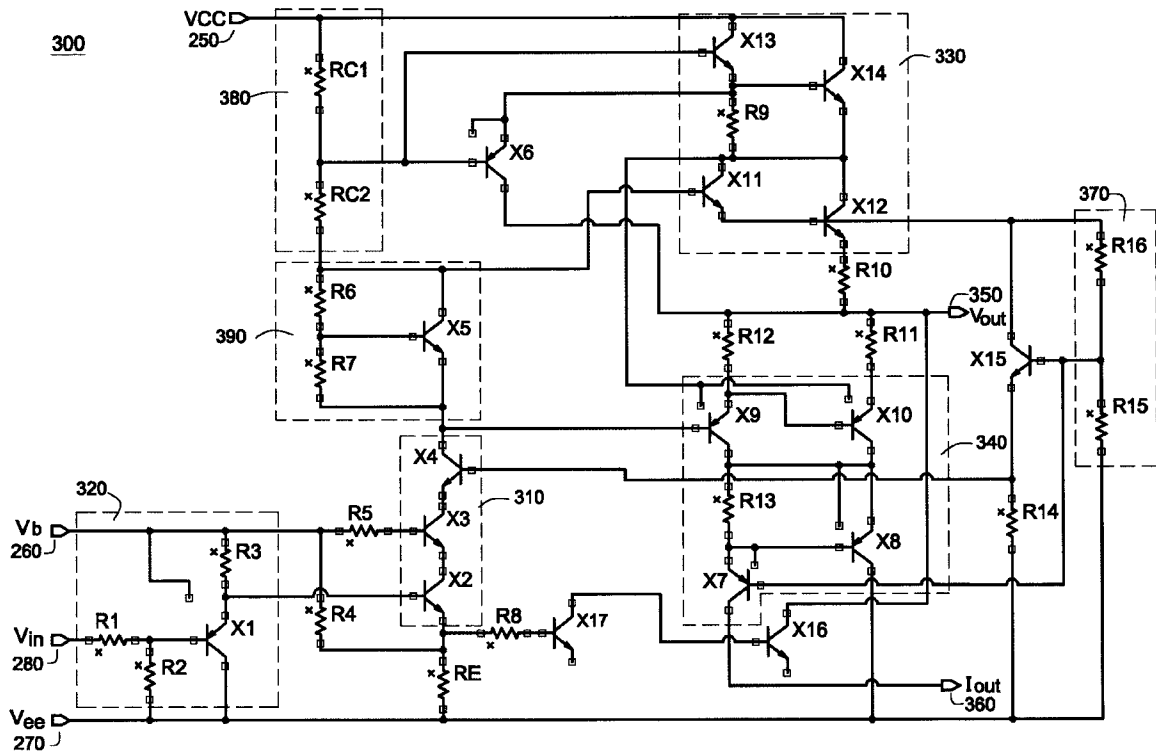 300
VCC
250
RC1
380
RC2
X13
X14
330
R9
X6
X11
X12
370
R16
R10
350
Vout
R6
X5
390
R7
R12
R11
X15
R15
X9
X10
340
X4
310
320
Vb
260
R5
X3
R3
R13
R14
X8
X7
X2
Vin
280
R1
X1
R4
R8
X17
X16
R2
RE
Iout
360
Vee
270